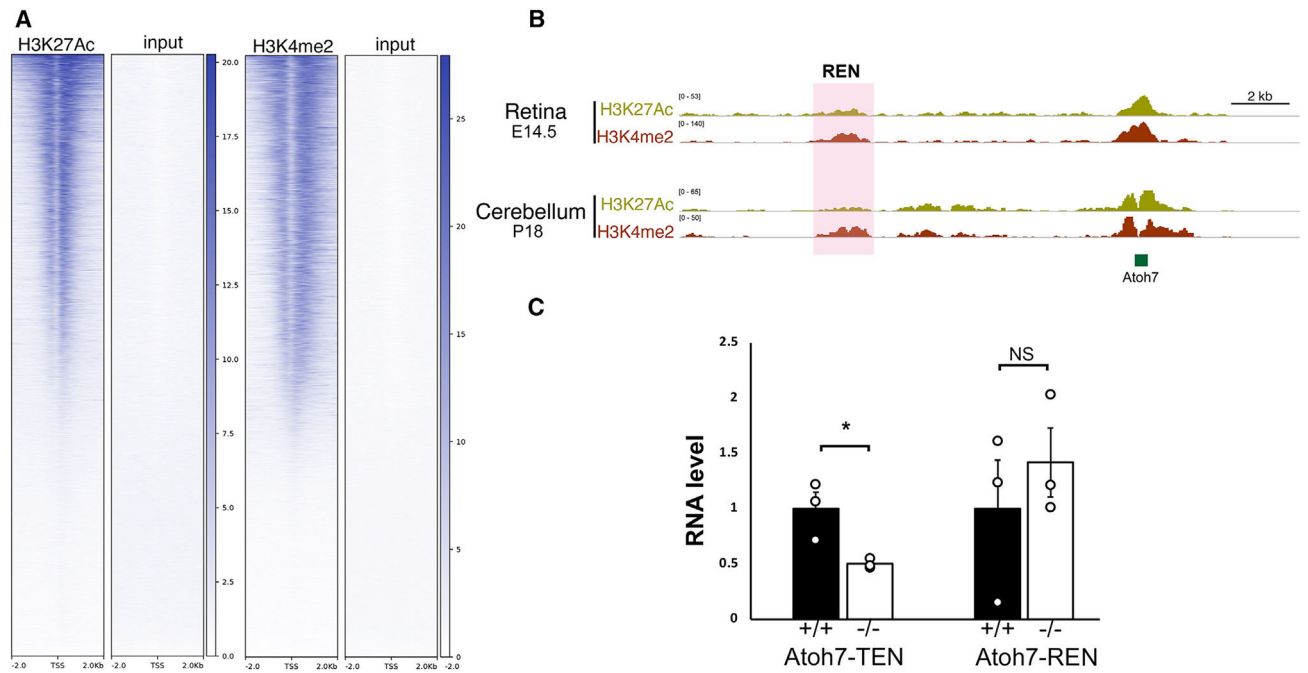 A
H3K27Ac
input
H3K4me2
input
20.0
17.5
15.0
12.5
10.0
7.5
5.0
2.5
0.0
25
20
15
10
5
0
-2.0 TSS 2.0Kb -2.0 TSS 2.0Kb -2.0 TSS 2.0Kb -2.0 TSS 2.0Kb
B
REN
2 kb
Retina
E14.5
H3K27Ac
[0 - 53]
H3K4me2
[0 - 140]
Cerebellum
P18
H3K27Ac
[0 - 65]
H3K4me2
[0 - 50]
Atoh7
C
RNA level
2.5
2
1.5
1
0.5
0
*
NS
+/+ -/- +/+ -/-
Atoh7-TEN Atoh7-REN